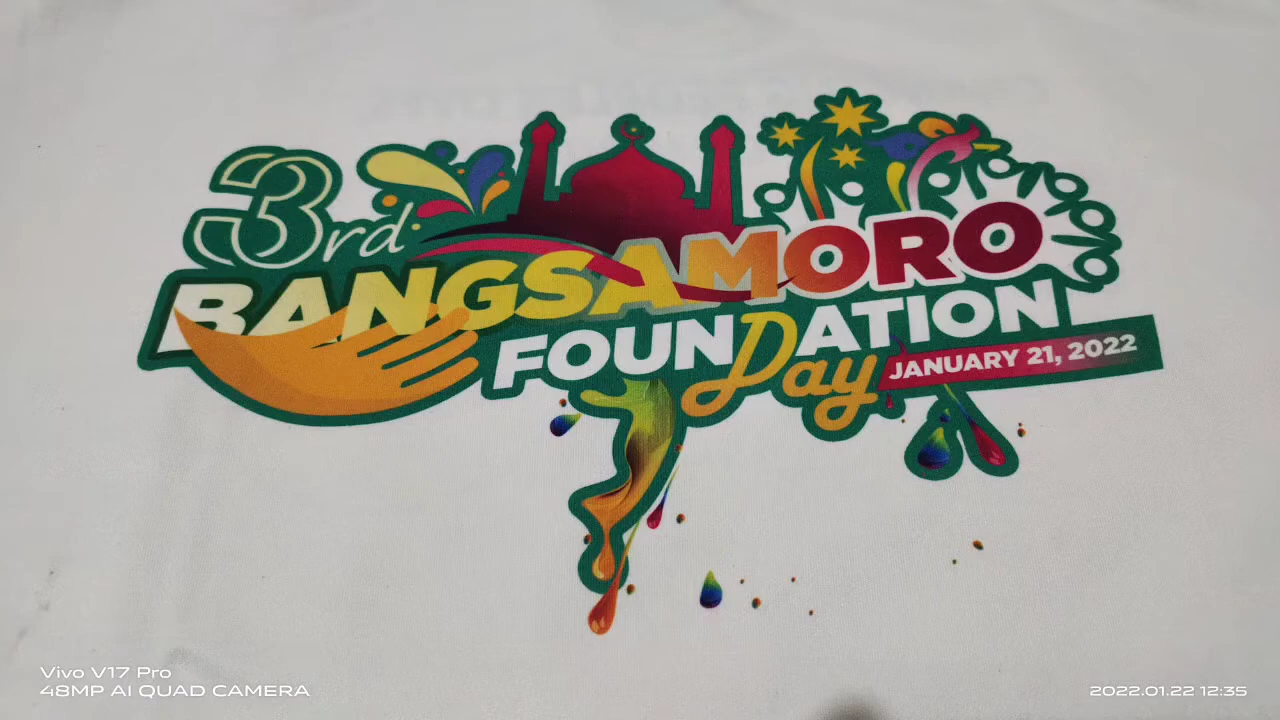 3rd
BANGSAMORO
FOUNDATION
Day
JANUARY 21, 2022
Vivo V17 Pro
48MP AI QUAD CAMERA
2022.01.22 12:35